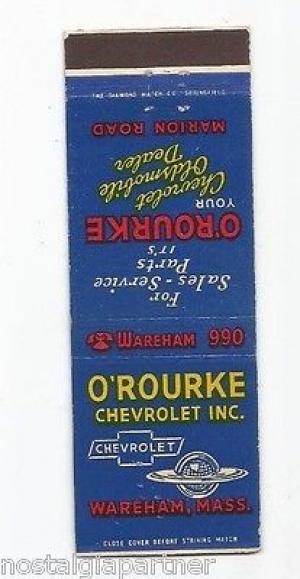 THE DIAMOND MATCH CO. SPRINGFIELD
MARION ROAD
Chevrolet
Oldsmobile
Dealer
YOUR
O'ROURKE
IT'S
For
Sales - Service
Parts
WAREHAM 990
O'ROURKE
CHEVROLET INC.
CHEVROLET
WAREHAM, MASS.
CLOSE COVER BEFORE STRIKING MATCH
nostalgiapartner